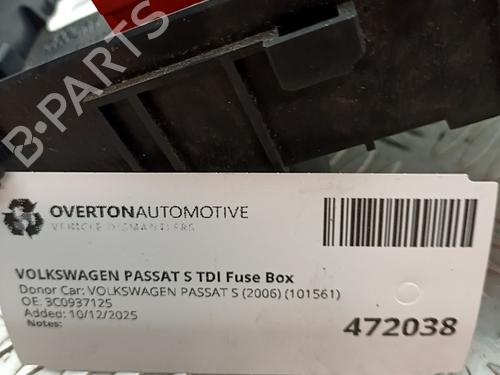 B-PARTS
OVERTONAUTOMOTIVE
VEHICLE DISMANTLERS
VOLKSWAGEN PASSAT S TDI Fuse Box
Donor Car: VOLKSWAGEN PASSAT S (2006) (101561)
OE: 3C0937125
Added: 10/12/2025
Notes:
472038